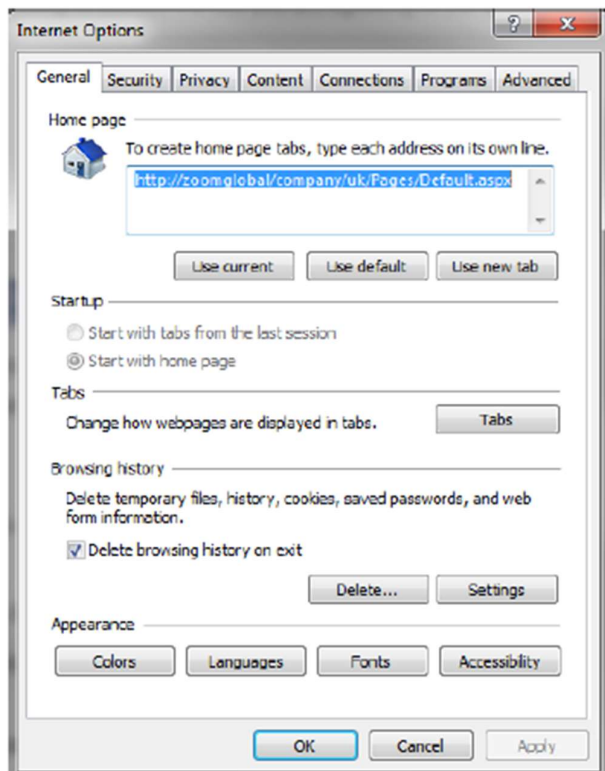 Internet Options
General Security Privacy Content Connections Programs Advanced
Home page
To create home page tabs, type each address on its own line.
http://zoomglobal/company/uk/Pages/Default.aspx
Use current Use default Use new tab
Startup
Start with tabs from the last session
Start with home page
Tabs
Change how webpages are displayed in tabs. Tabs
Browsing history
Delete temporary files, history, cookies, saved passwords, and web
form information.
Delete browsing history on exit
Delete... Settings
Appearance
Colors Languages Fonts Accessibility
OK Cancel Apply